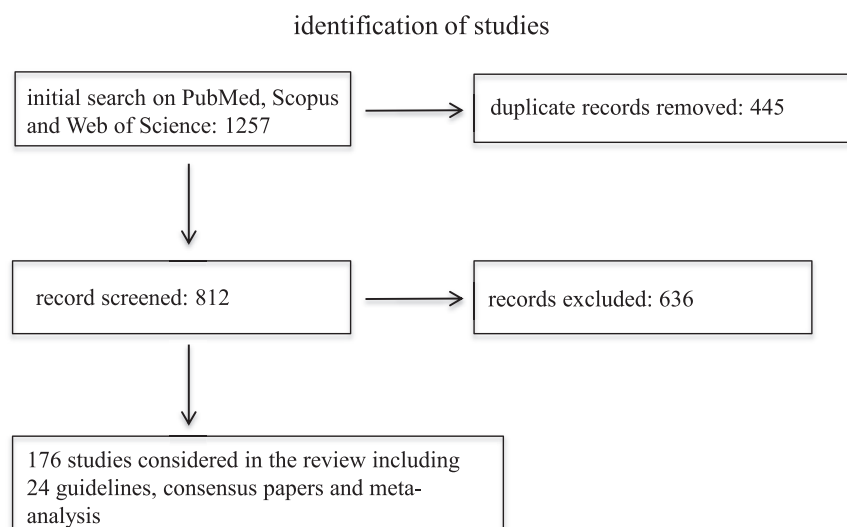 identification of studies
initial search on PubMed, Scopus
and Web of Science: 1257
duplicate records removed: 445
record screened: 812
records excluded: 636
176 studies considered in the review including
24 guidelines, consensus papers and meta-
analysis